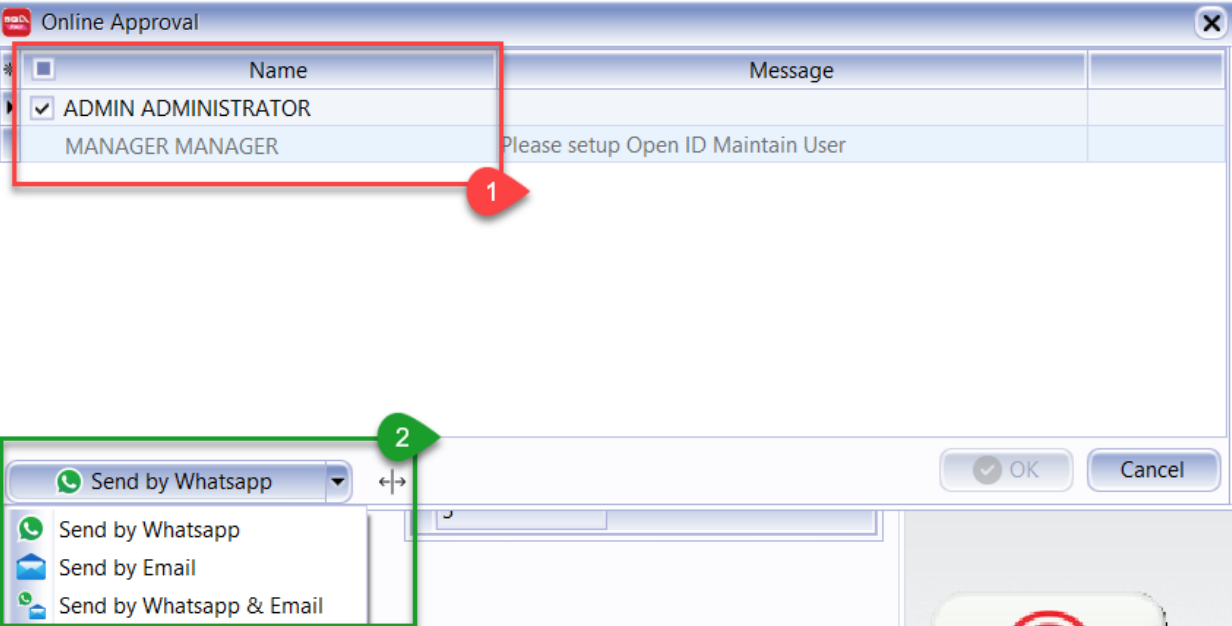 Online Approval
Name Message
ADMIN ADMINISTRATOR
MANAGER MANAGER Please setup Open ID Maintain User
1
2
Send by Whatsapp OK Cancel
Send by Whatsapp
Send by Email
Send by Whatsapp & Email